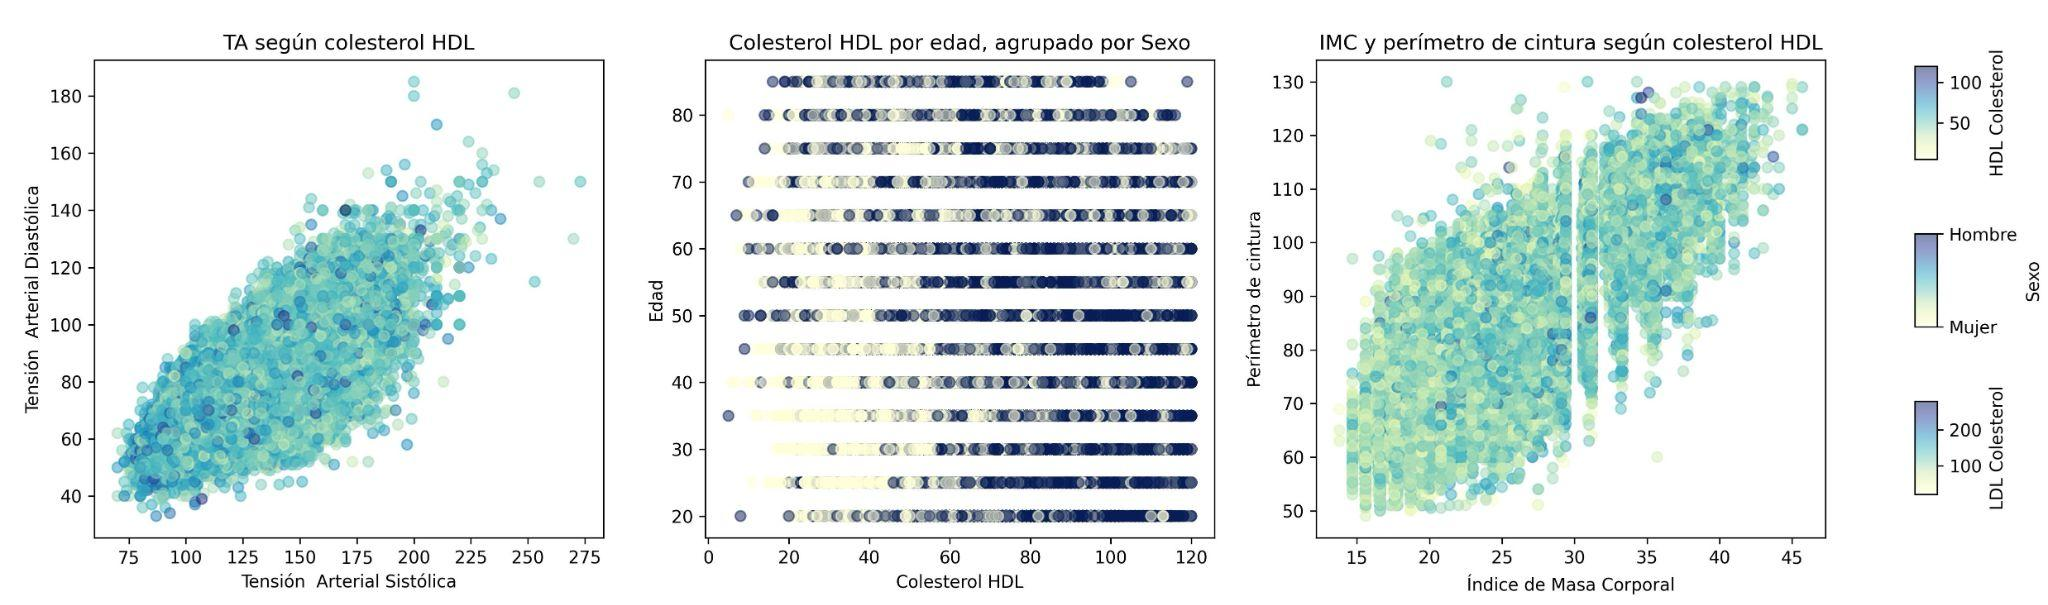 TA según colesterol HDL
180
160
140
120
100
80
60
40
Tensión  Arterial Diastólica
75 100 125 150 175 200 225 250 275
Tensión  Arterial Sistólica
Colesterol HDL por edad, agrupado por Sexo
80
70
60
50
40
30
20
Edad
0 20 40 60 80 100 120
Colesterol HDL
IMC y perímetro de cintura según colesterol HDL
130
120
110
100
90
80
70
60
50
Perímetro de cintura
15 20 25 30 35 40 45
Índice de Masa Corporal
100
50
HDL Colesterol
Hombre
Mujer
Sexo
200
100
LDL Colesterol